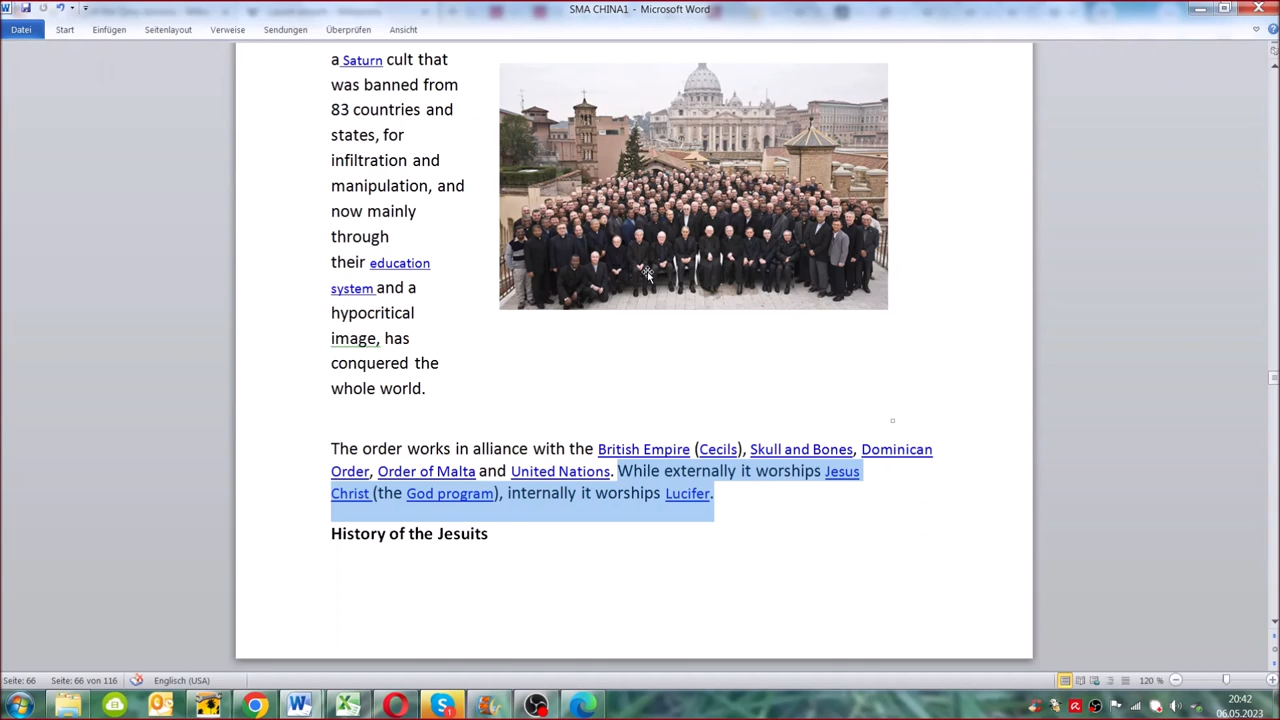 SMA CHINA1 - Microsoft Word
Datei Start Einfügen Seitenlayout Verweise Sendungen Überprüfen Ansicht
a Saturn cult that
was banned from
83 countries and
states, for
infiltration and
manipulation, and
now mainly
through
their education
system and a
hypocritical
image, has
conquered the
whole world.
The order works in alliance with the British Empire (Cecils), Skull and Bones, Dominican
Order, Order of Malta and United Nations. While externally it worships Jesus
Christ (the God program), internally it worships Lucifer.
History of the Jesuits
Seite: 66 Seite: 66 von 116 Englisch (USA) 120 %
20:42
06.05.2023